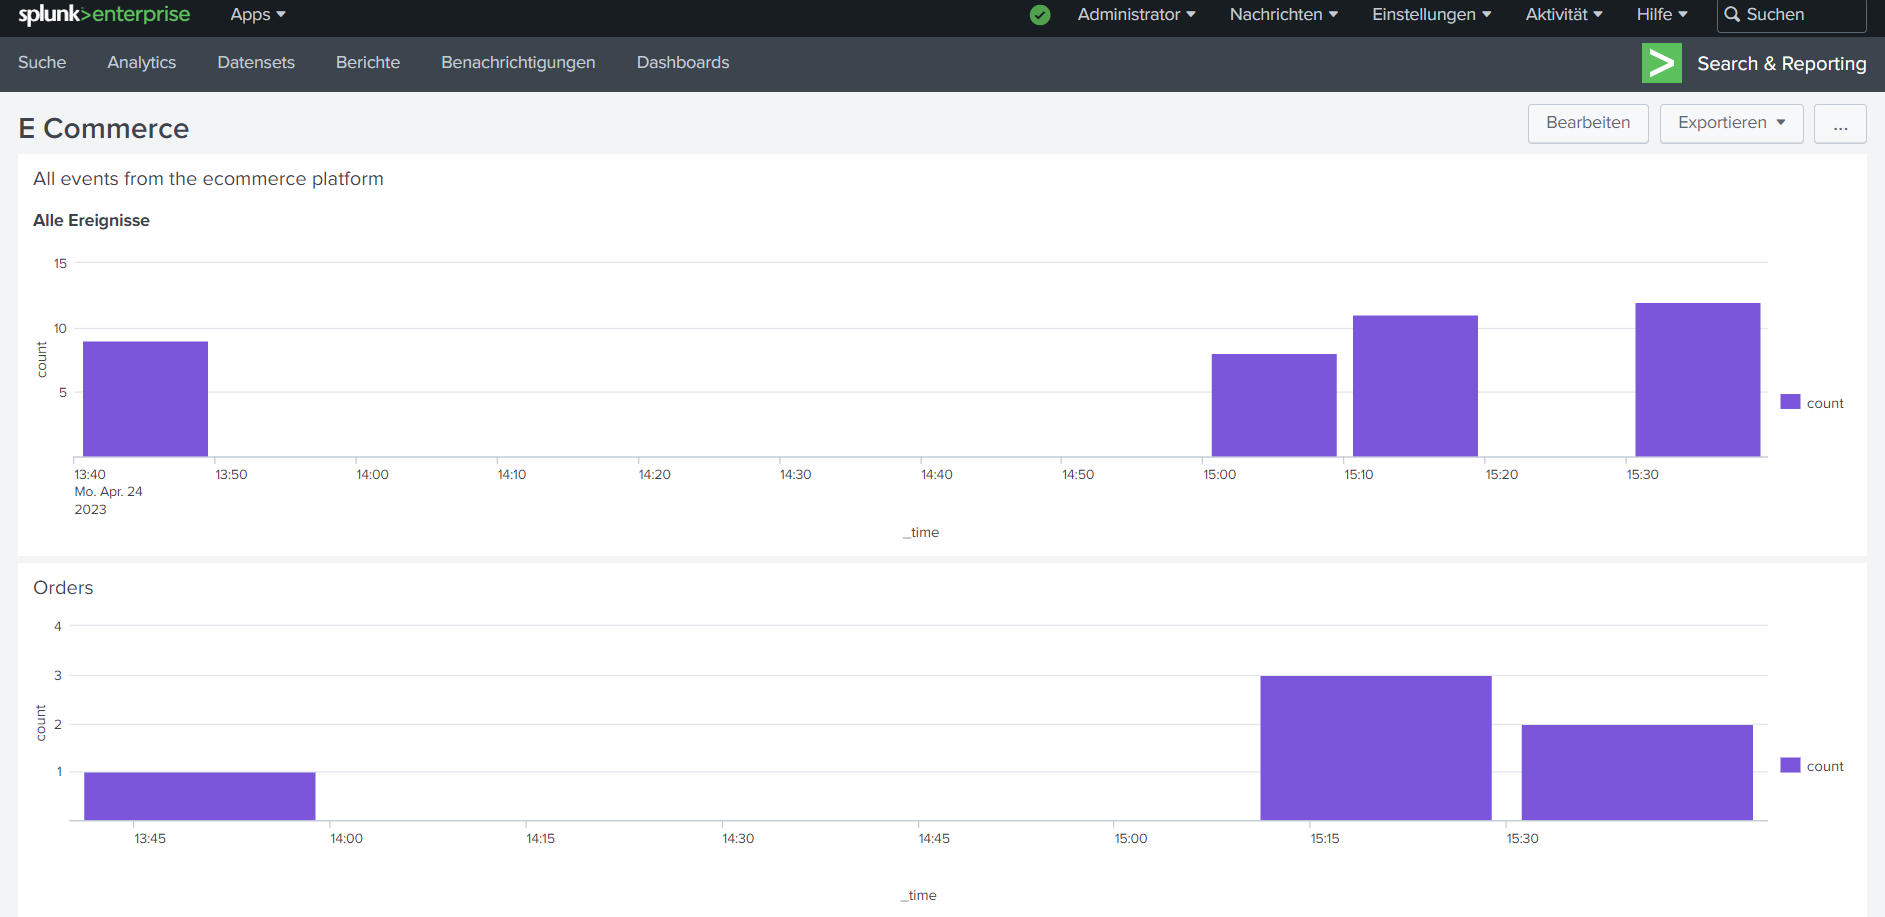 splunk>enterprise Apps Administrator Nachrichten Einstellungen Aktivität Hilfe Suchen
Suche Analytics Datensets Berichte Benachrichtigungen Dashboards > Search & Reporting
E Commerce Bearbeiten Exportieren ...
All events from the ecommerce platform
Alle Ereignisse
15
10
count
5
count
13:40 13:50 14:00 14:10 14:20 14:30 14:40 14:50 15:00 15:10 15:20 15:30
Mo. Apr. 24
2023
_time
Orders
4
3
count
2
1
count
13:45 14:00 14:15 14:30 14:45 15:00 15:15 15:30
_time